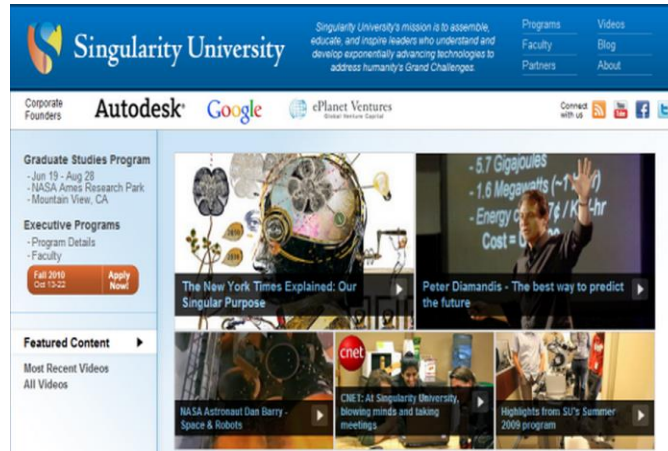 Singularity University
Singularity University's mission is to assemble,
educate, and inspire leaders who understand and
develop exponentially advancing technologies to
address humanity's Grand Challenges.
Programs
Videos
Faculty
Blog
Partners
About
Corporate
Founders
Autodesk
Google
ePlanet Ventures
Global Venture Capital
Connect
with us
You
Tube
Graduate Studies Program
- Jun 19 - Aug 28
- NASA Ames Research Park
- Mountain View, CA
Executive Programs
- Program Details
- Faculty
Fall 2010
Oct 13-22
Apply
Now!
Featured Content
Most Recent Videos
All Videos
The New York Times Explained: Our
Singular Purpose
- 5.7 Gigajoules
- 1.6 Megawatts
- Energy
Cost =
Peter Diamandis - The best way to predict
the future
NASA Astronaut Dan Barry -
Space & Robots
cnet
CNET: At Singularity University,
blowing minds and taking
meetings
Highlights from SU's Summer
2009 program